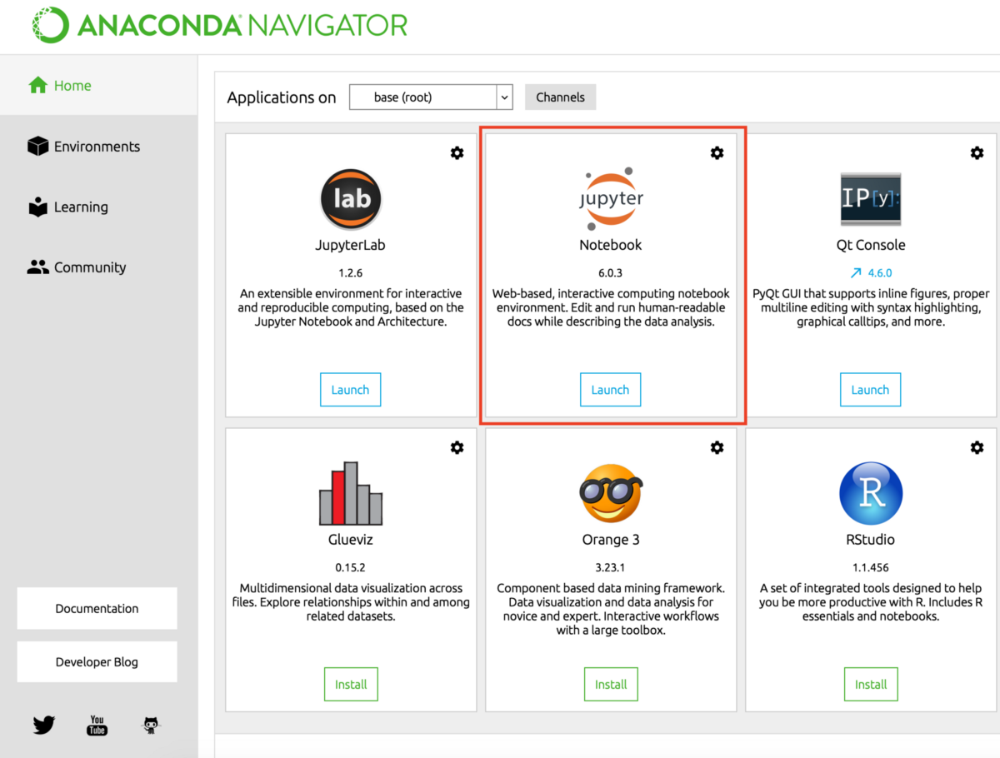 ANACONDA® NAVIGATOR
Home
Environments
Learning
Community
Documentation
Developer Blog
You
Tube
Applications on
base (root)
Channels
lab
JupyterLab
1.2.6
An extensible environment for interactive
and reproducible computing, based on the
Jupyter Notebook and Architecture.
Launch
jupyter
Notebook
6.0.3
Web-based, interactive computing notebook
environment. Edit and run human-readable
docs while describing the data analysis.
Launch
IP[y]:
Qt Console
4.6.0
PyQt GUI that supports inline figures, proper
multiline editing with syntax highlighting,
graphical calltips, and more.
Launch
Glueviz
0.15.2
Multidimensional data visualization across
files. Explore relationships within and among
related datasets.
Install
Orange 3
3.23.1
Component based data mining framework.
Data visualization and data analysis for
novice and expert. Interactive workflows
with a large toolbox.
Install
R
RStudio
1.1.456
A set of integrated tools designed to help
you be more productive with R. Includes R
essentials and notebooks.
Install